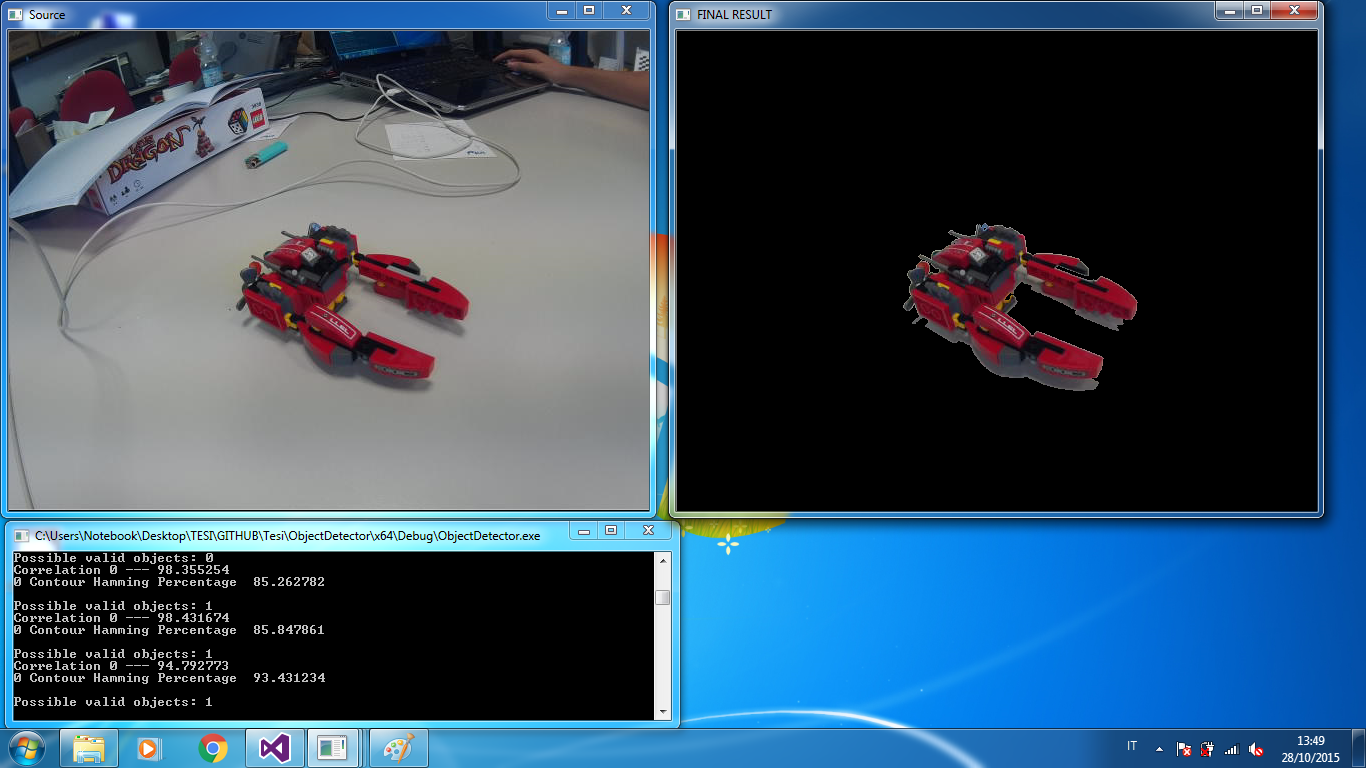 Source
FINAL RESULT
DRAGON
LEGO
C:\Users\Notebook\Desktop\TESI\GITHUB\Tesi\ObjectDetector\x64\Debug\ObjectDetector.exe
Possible valid objects: 0
Correlation 0 --- 98.355254
0 Contour Hamming Percentage  85.262782
Possible valid objects: 1
Correlation 0 --- 98.431674
0 Contour Hamming Percentage  85.847861
Possible valid objects: 1
Correlation 0 --- 94.792773
0 Contour Hamming Percentage  93.431234
Possible valid objects: 1
IT
13:49
28/10/2015